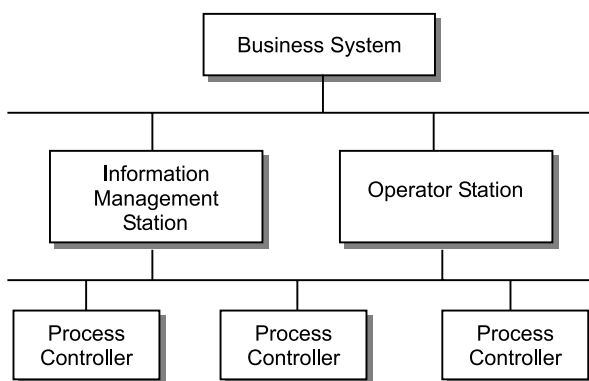 Business System
Information
Management
Station
Operator Station
Process
Controller
Process
Controller
Process
Controller